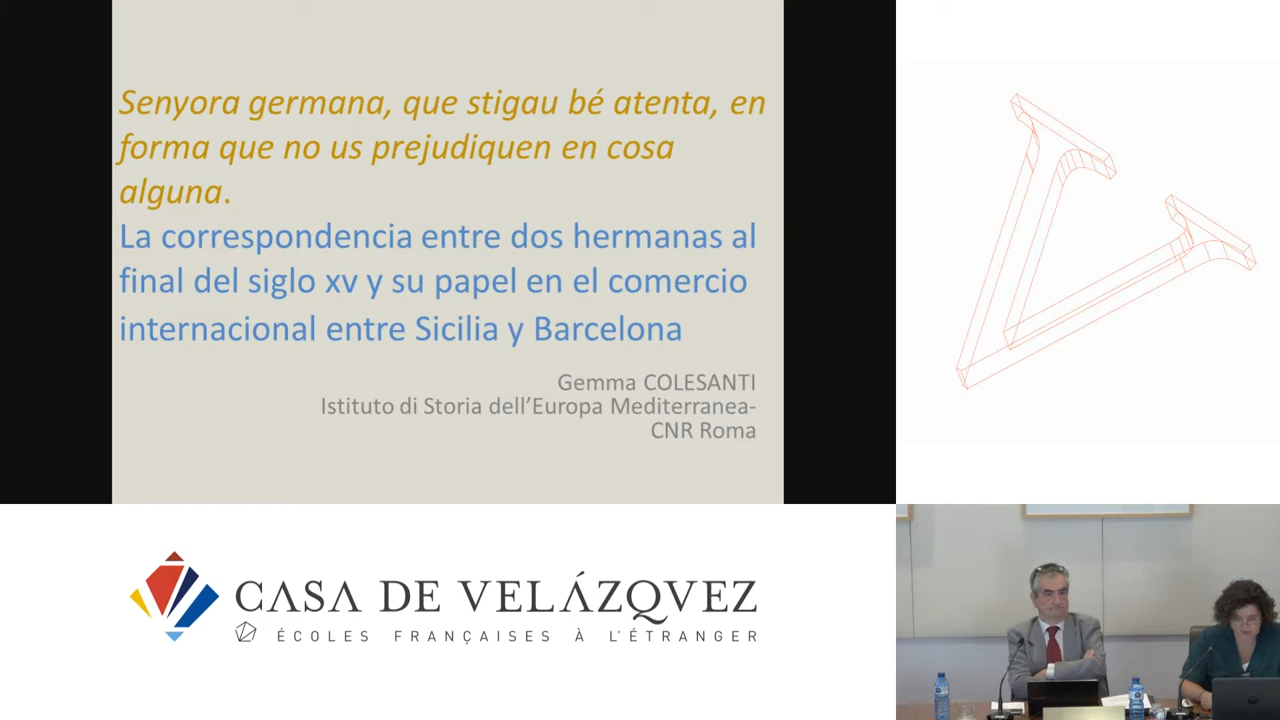 Senyora germana, que stigau bé atenta, en
forma que no us prejudiquen en cosa
alguna.
La correspondencia entre dos hermanas al
final del siglo xv y su papel en el comercio
internacional entre Sicilia y Barcelona
Gemma COLESANTI
Istituto di Storia dell’Europa Mediterranea-
CNR Roma
CASA DE VELÁZQVEZ
ÉCOLES FRANÇAISES À L'ÉTRANGER